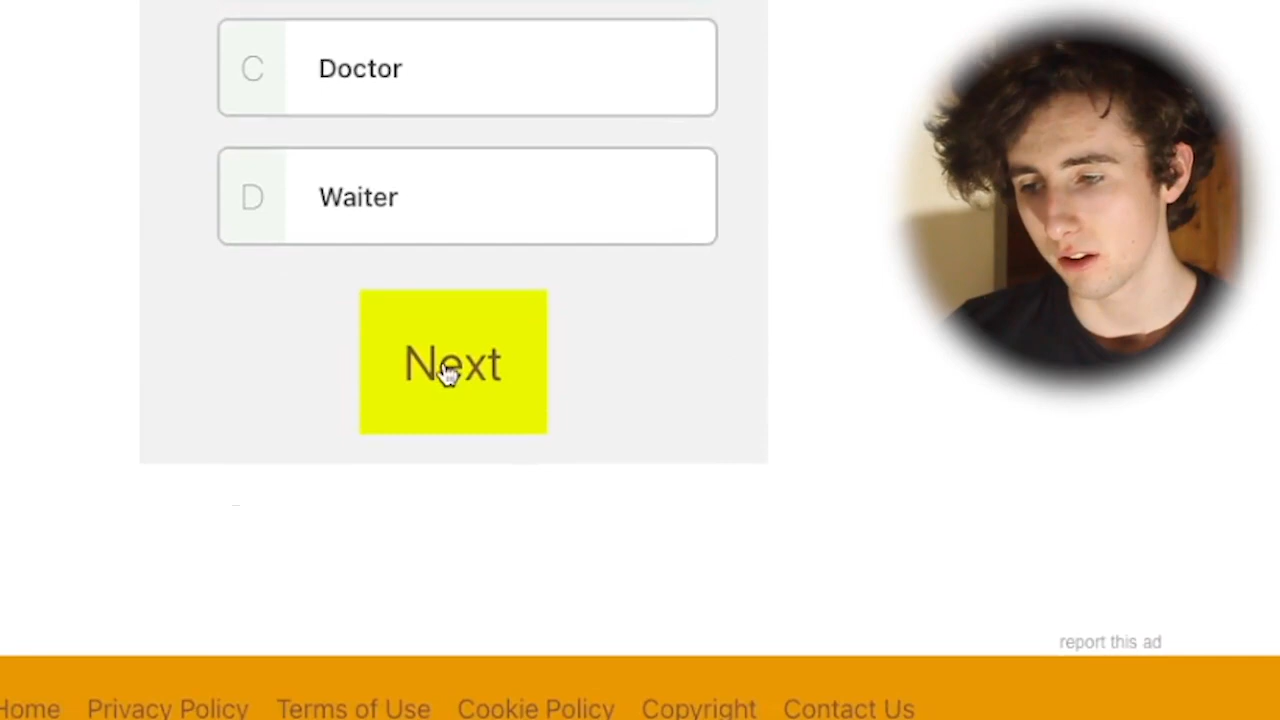 C Doctor
D Waiter
Next
report this ad
Home Privacy Policy Terms of Use Cookie Policy Copyright Contact Us